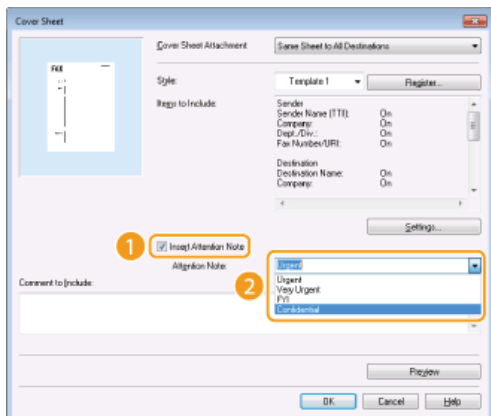 Cover Sheet
Cover Sheet Attachment
Same Sheet to All Destinations
FAX
Style:
Template 1
Register...
Items to Include:
Sender
Sender Name (TTI): On
Company: On
Dept./Div.: On
Fax Number/URI: On
Destination
Destination Name: On
Company: On
Settings...
1
Insert Attention Note
Attention Note:
Urgent
2
Urgent
Very Urgent
FYI
Confidential
Comment to Include:
Preview
OK Cancel Help